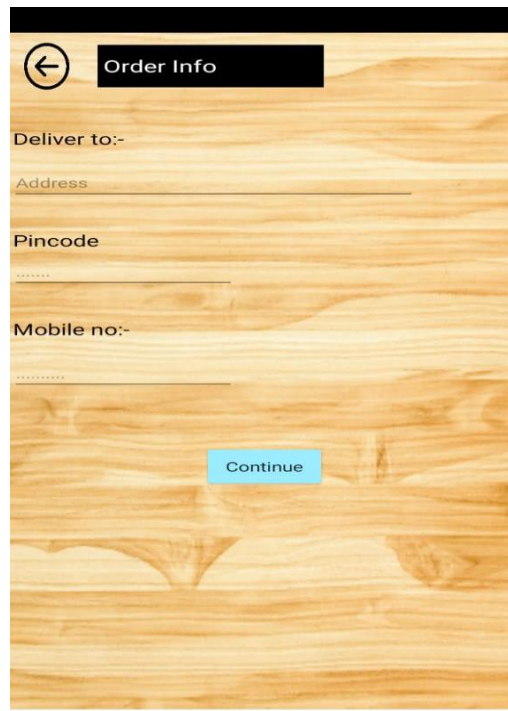 Order Info
Deliver to:-
Address
Pincode
.......
Mobile no:-
..........
Continue